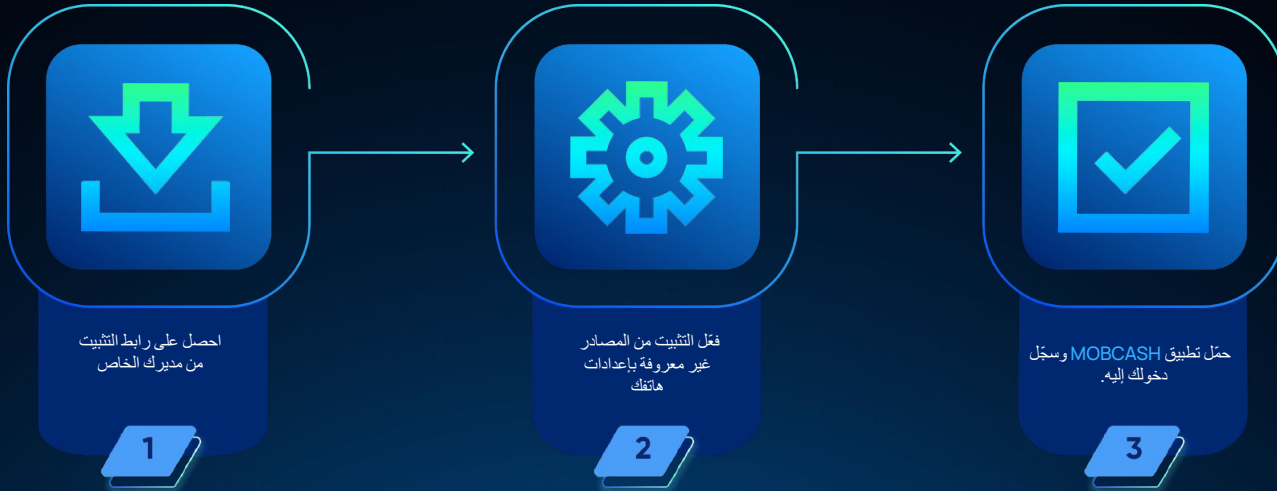 احصل على رابط التثبيت
من مديرك الخاص
1
فعّل التثبيت من المصادر
غير معروفة بإعدادات
هاتفك
2
حمّل تطبيق MOBCASH وسجّل
دخولك إليه.
3